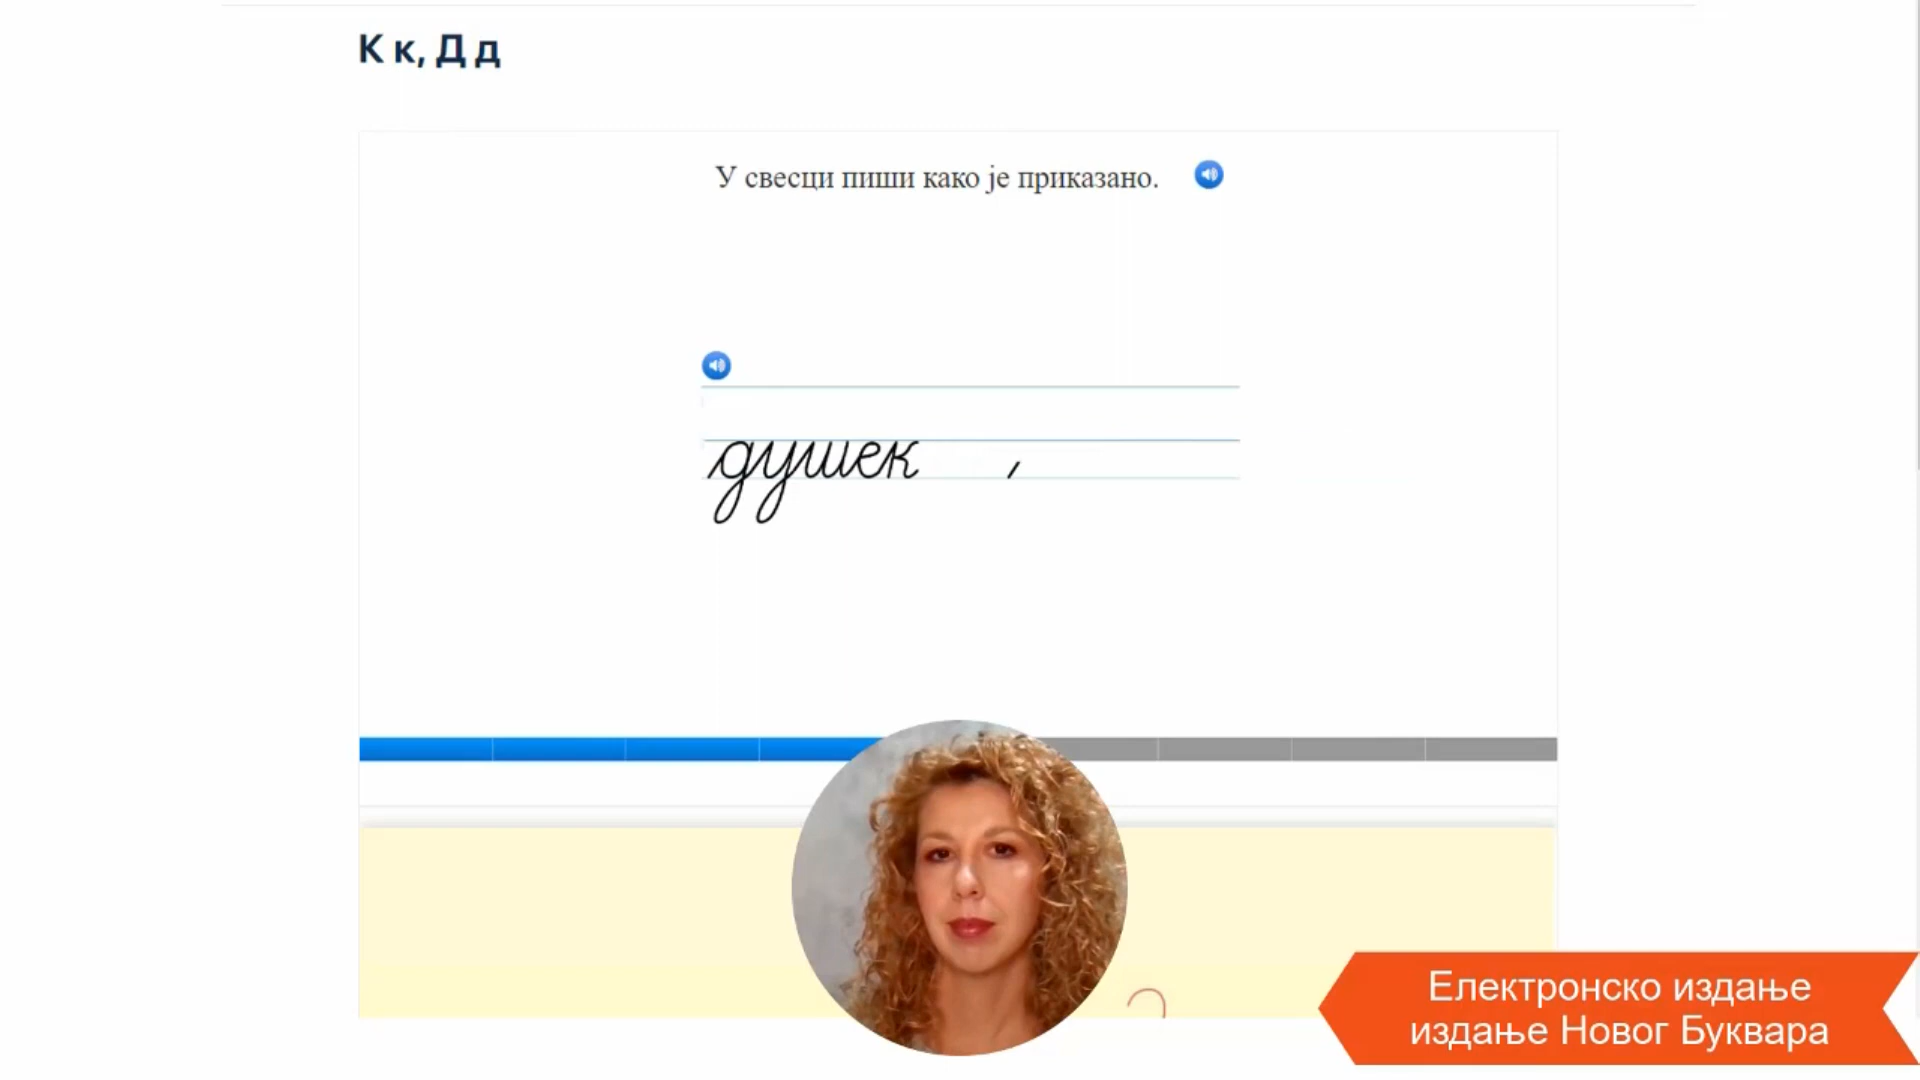 К к, Д д
У свесци пиши како је приказано.
душек
Електронско издање
издање Новог Буквара